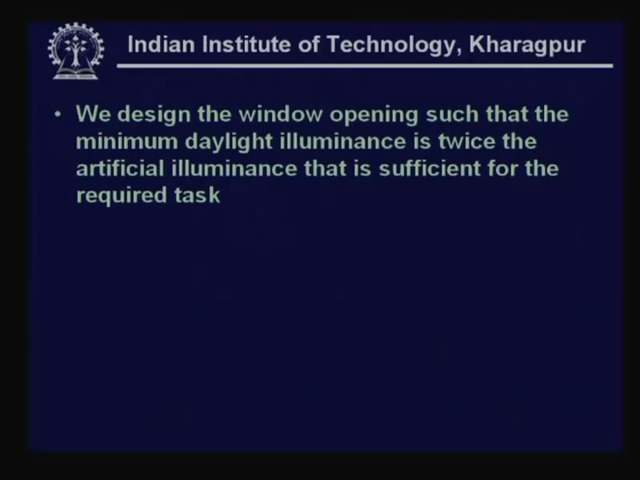 Indian Institute of Technology, Kharagpur
• We design the window opening such that the
minimum daylight illuminance is twice the
artificial illuminance that is sufficient for the
required task